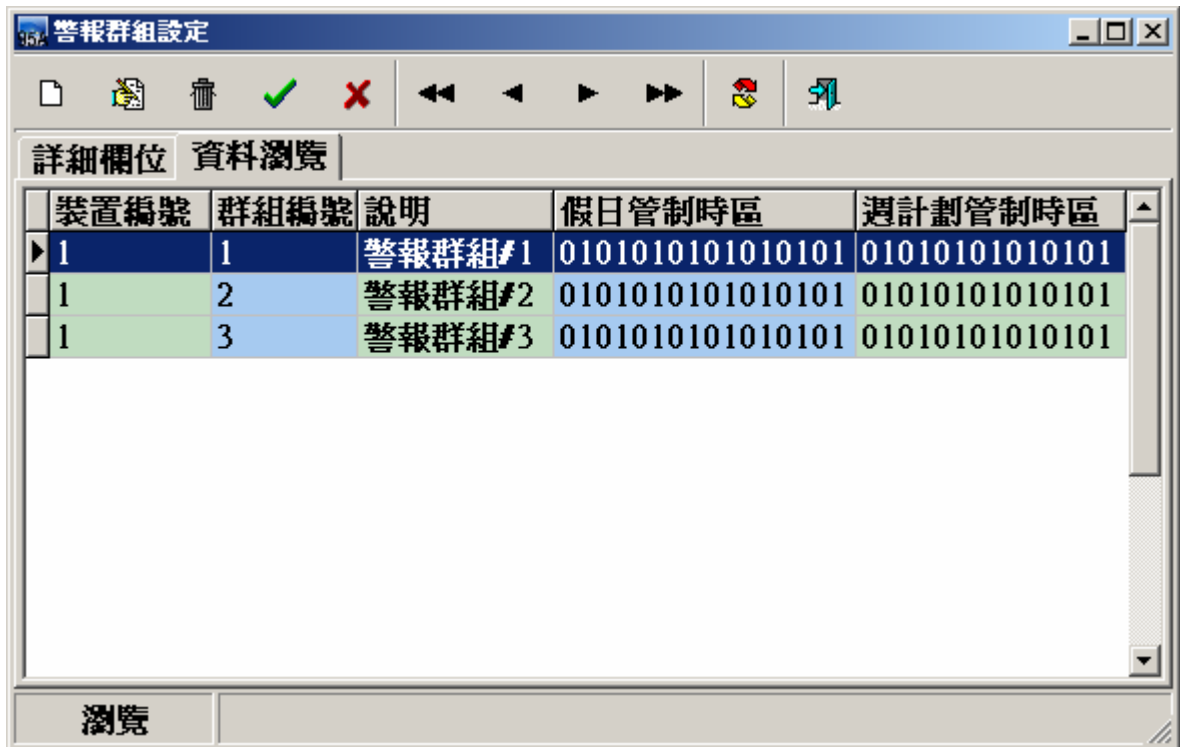 警報群組設定
詳細欄位 資料瀏覽
裝置編號 群組編號 說明 假日管制時區 週計劃管制時區
1 1 警報群組#1 0101010101010101 01010101010101
1 2 警報群組#2 0101010101010101 01010101010101
1 3 警報群組#3 0101010101010101 01010101010101
瀏覽